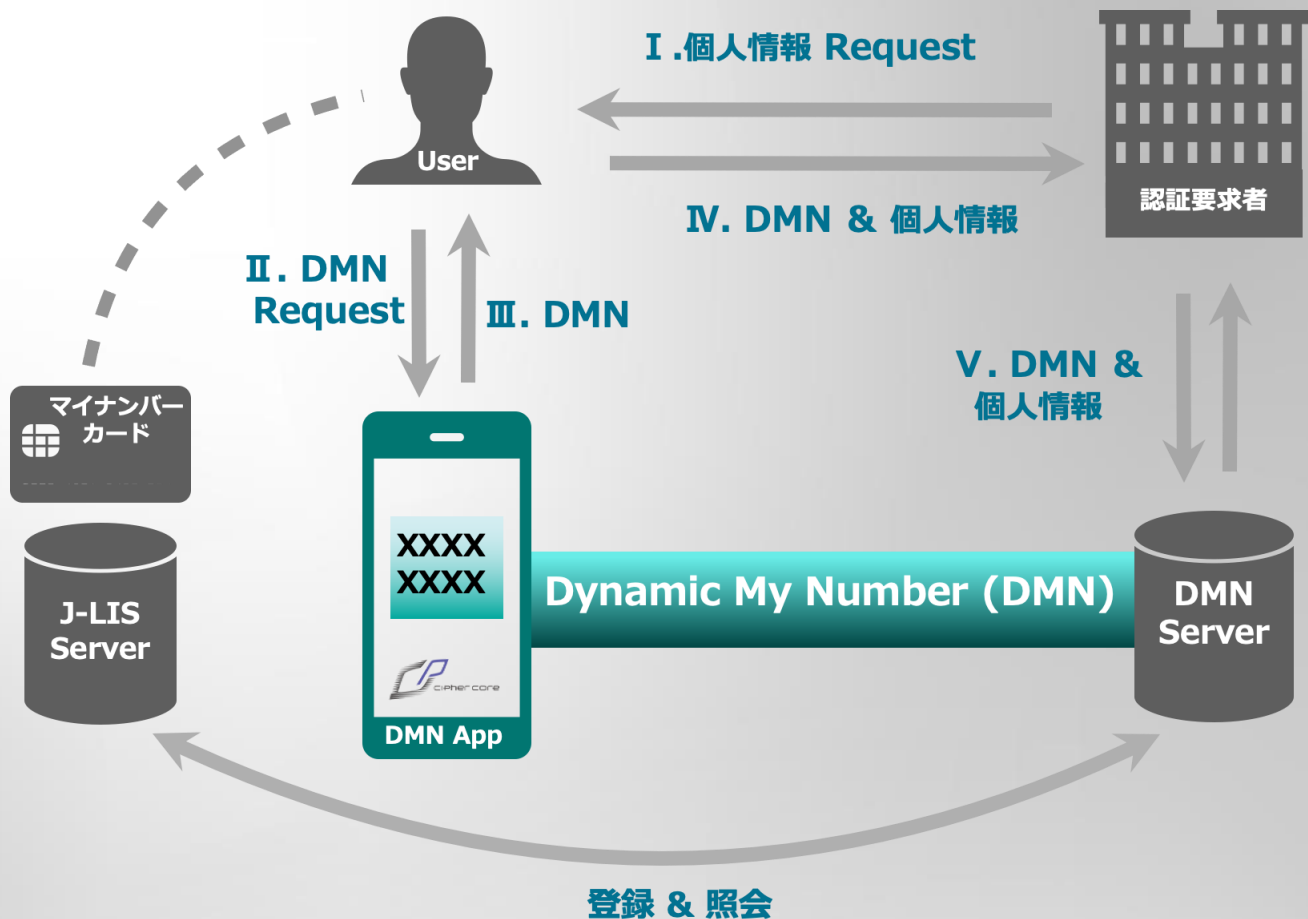 Ⅰ.個人情報 Request
User
認証要求者
Ⅳ. DMN & 個人情報
Ⅱ. DMN
Request
Ⅲ. DMN
Ⅴ. DMN &
個人情報
マイナンバー
カード
XXXX
XXXX
Dynamic My Number (DMN)
DMN
Server
J-LIS
Server
CIPHER CORE
DMN App
登録 & 照会